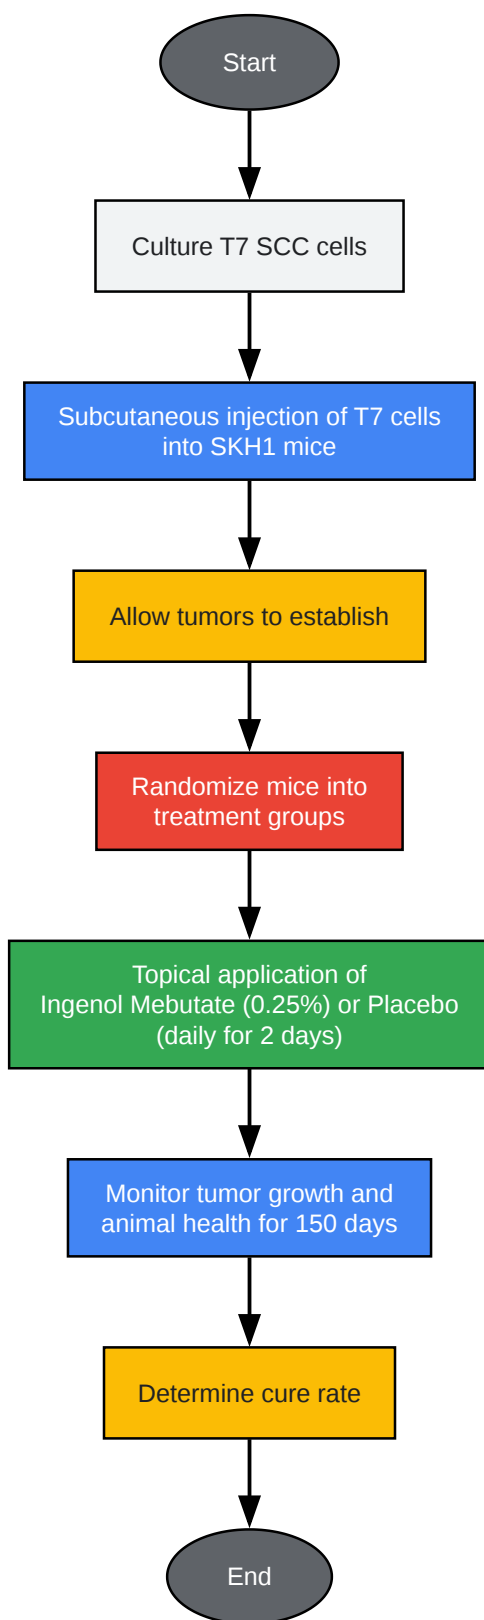 Start
Culture T7 SCC cells
Subcutaneous injection of T7 cells
into SKH1 mice
Allow tumors to establish
Randomize mice into
treatment groups
Topical application of
Ingenol Mebutate (0.25%) or Placebo
(daily for 2 days)
Monitor tumor growth and
animal health for 150 days
Determine cure rate
End